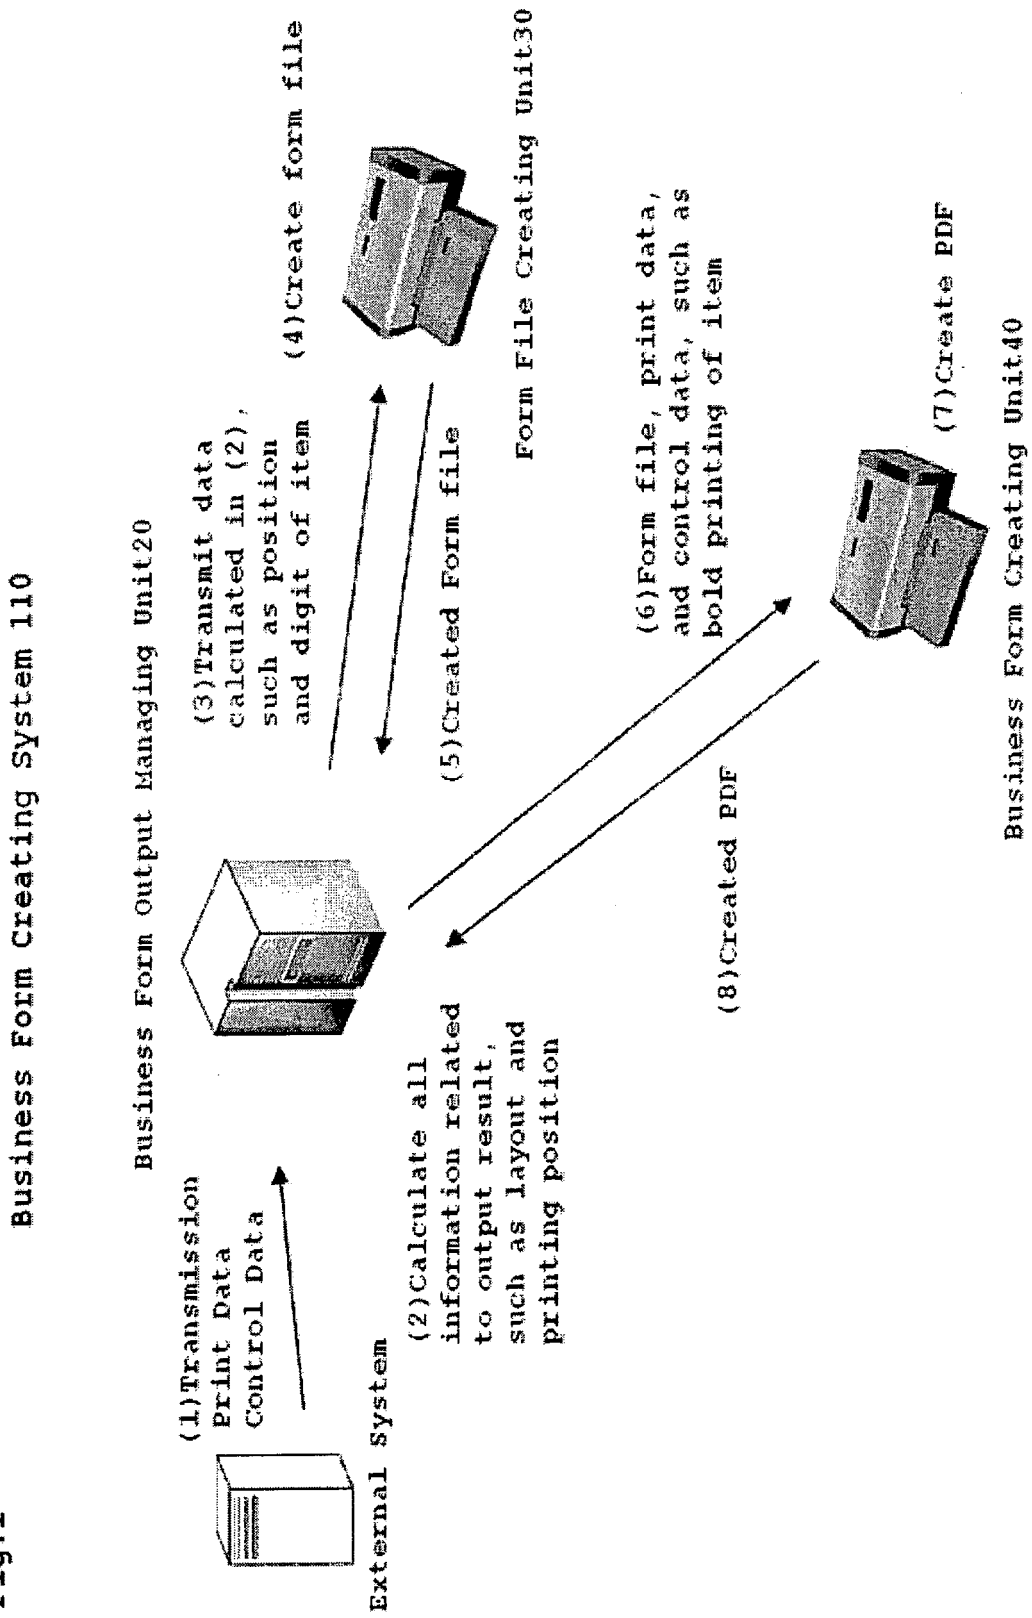 Business Form Creating System 110
Business Form Output Managing Unit20
(1)Transmission
Print Data
Control Data
External System
(2)Calculate all
information related
to output result,
such as layout and
printing position
(3)Transmit data
calculated in (2),
such as position
and digit of item
(4)Create form file
Form File Creating Unit30
(5)Created Form file
(6)Form file, print data,
and control data, such as
bold printing of item
(7)Create PDF
Business Form Creating Unit40
(8)Created PDF